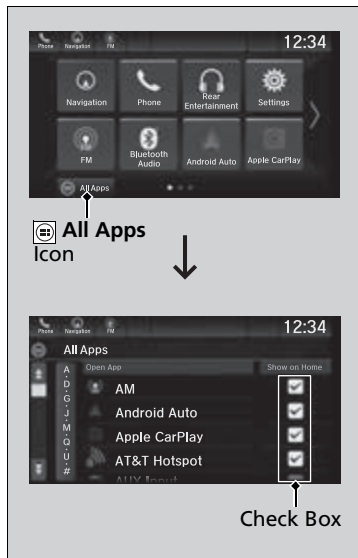 Phone Navigation FM 12:34
Navigation Phone Rear Entertainment Settings
FM Bluetooth Audio Android Auto Apple CarPlay
All Apps
All Apps
Icon
Phone Navigation FM 12:34
All Apps
Open App Show on Home
A
D
G
J
M
Q
U
#
AM
Android Auto
Apple CarPlay
AT&T Hotspot
AUX Input
Check Box